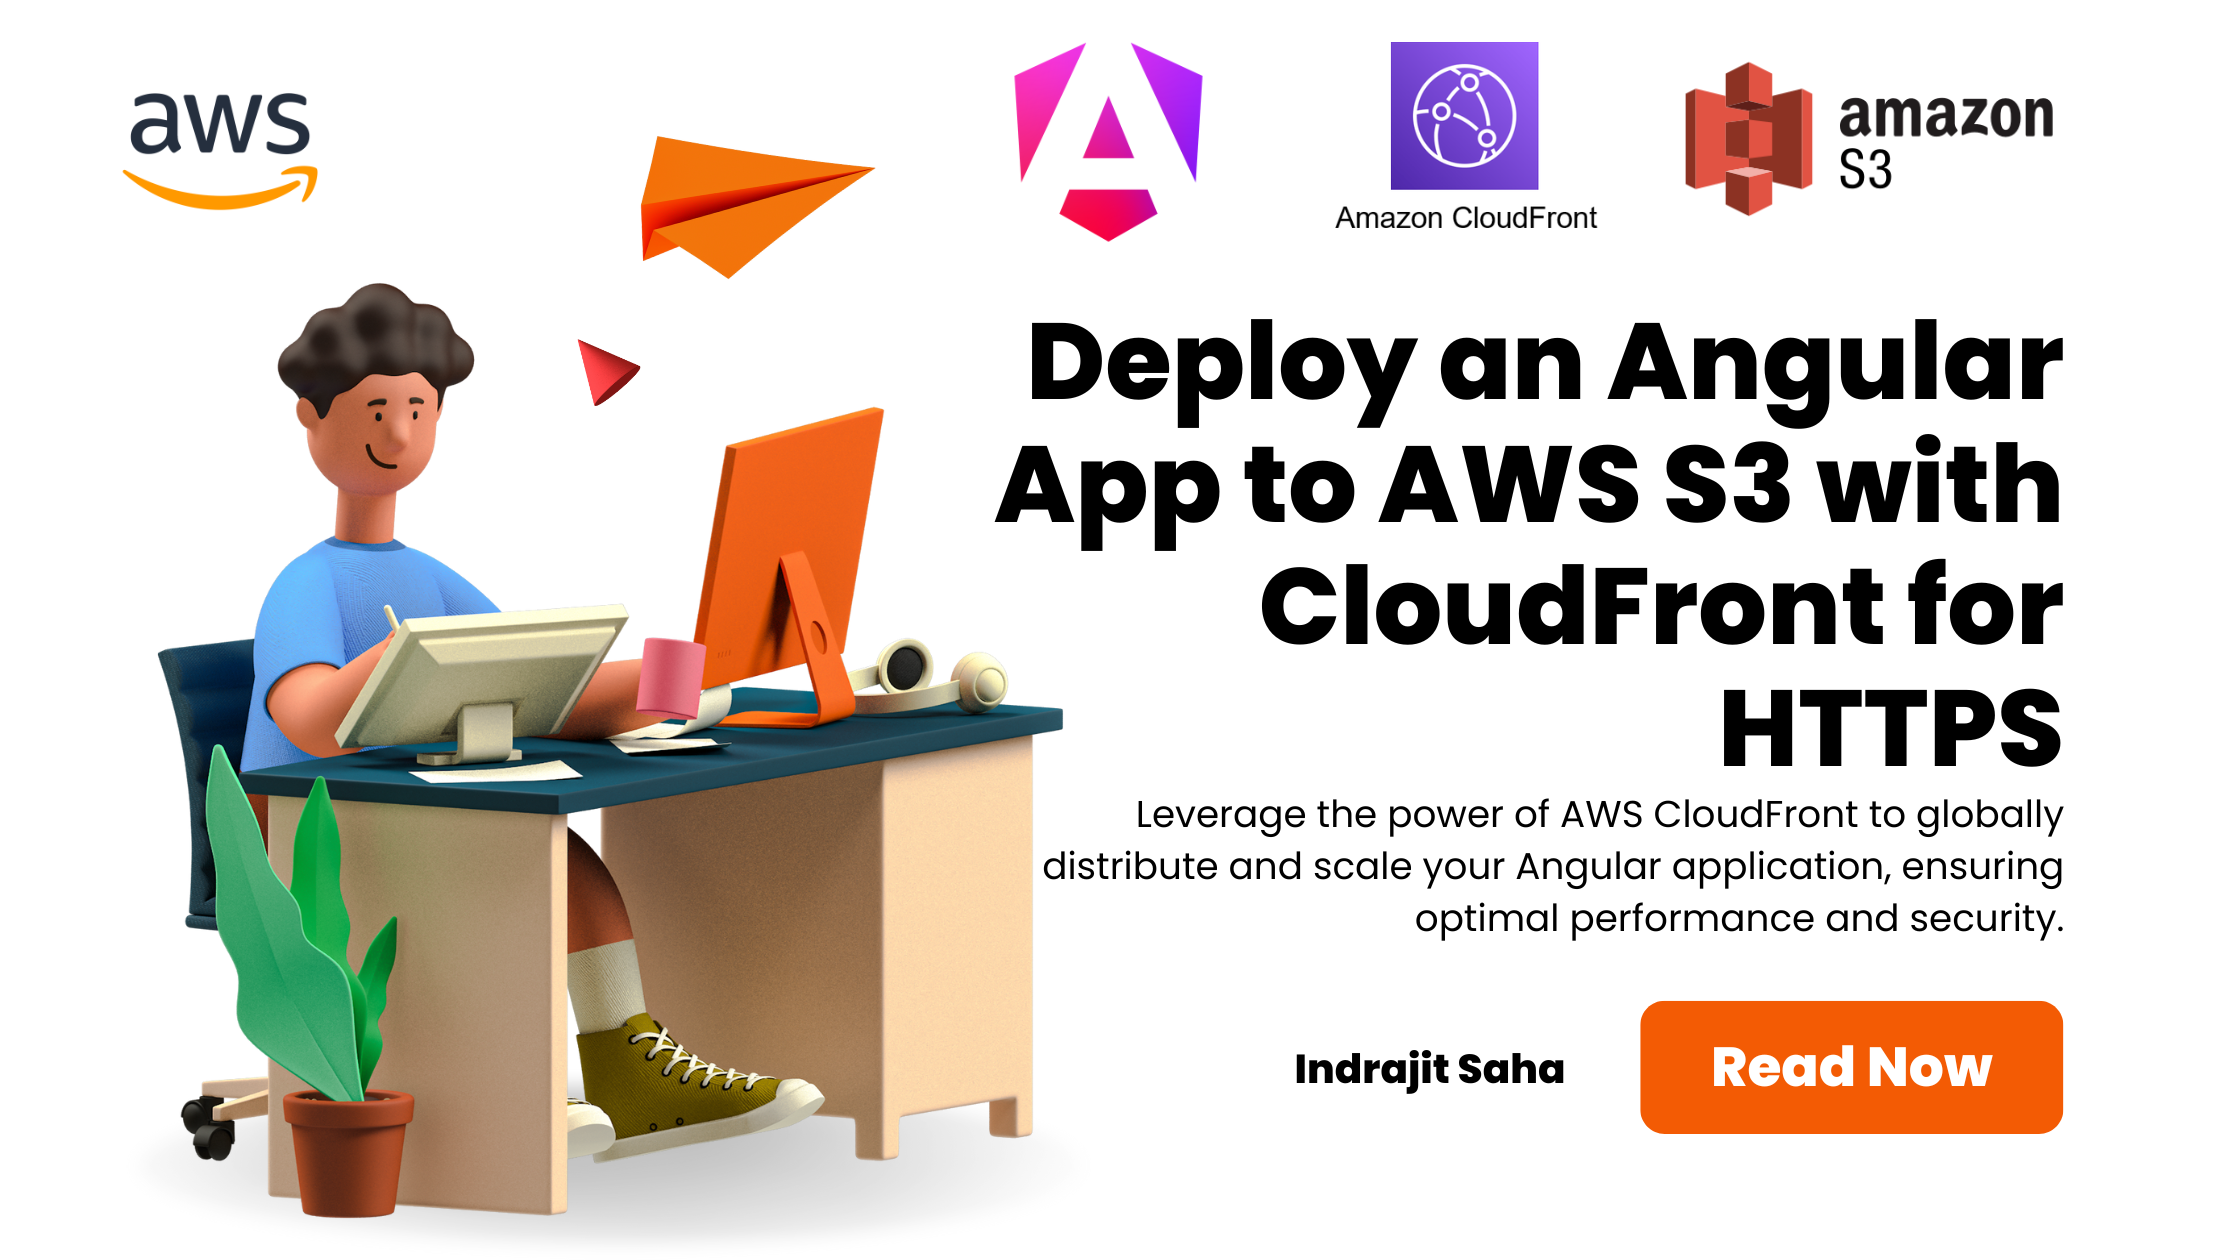 aws
Amazon CloudFront
amazon
S3
Deploy an Angular
App to AWS S3 with
CloudFront for
HTTPS
Leverage the power of AWS CloudFront to globally
distribute and scale your Angular application, ensuring
optimal performance and security.
Indrajit Saha
Read Now